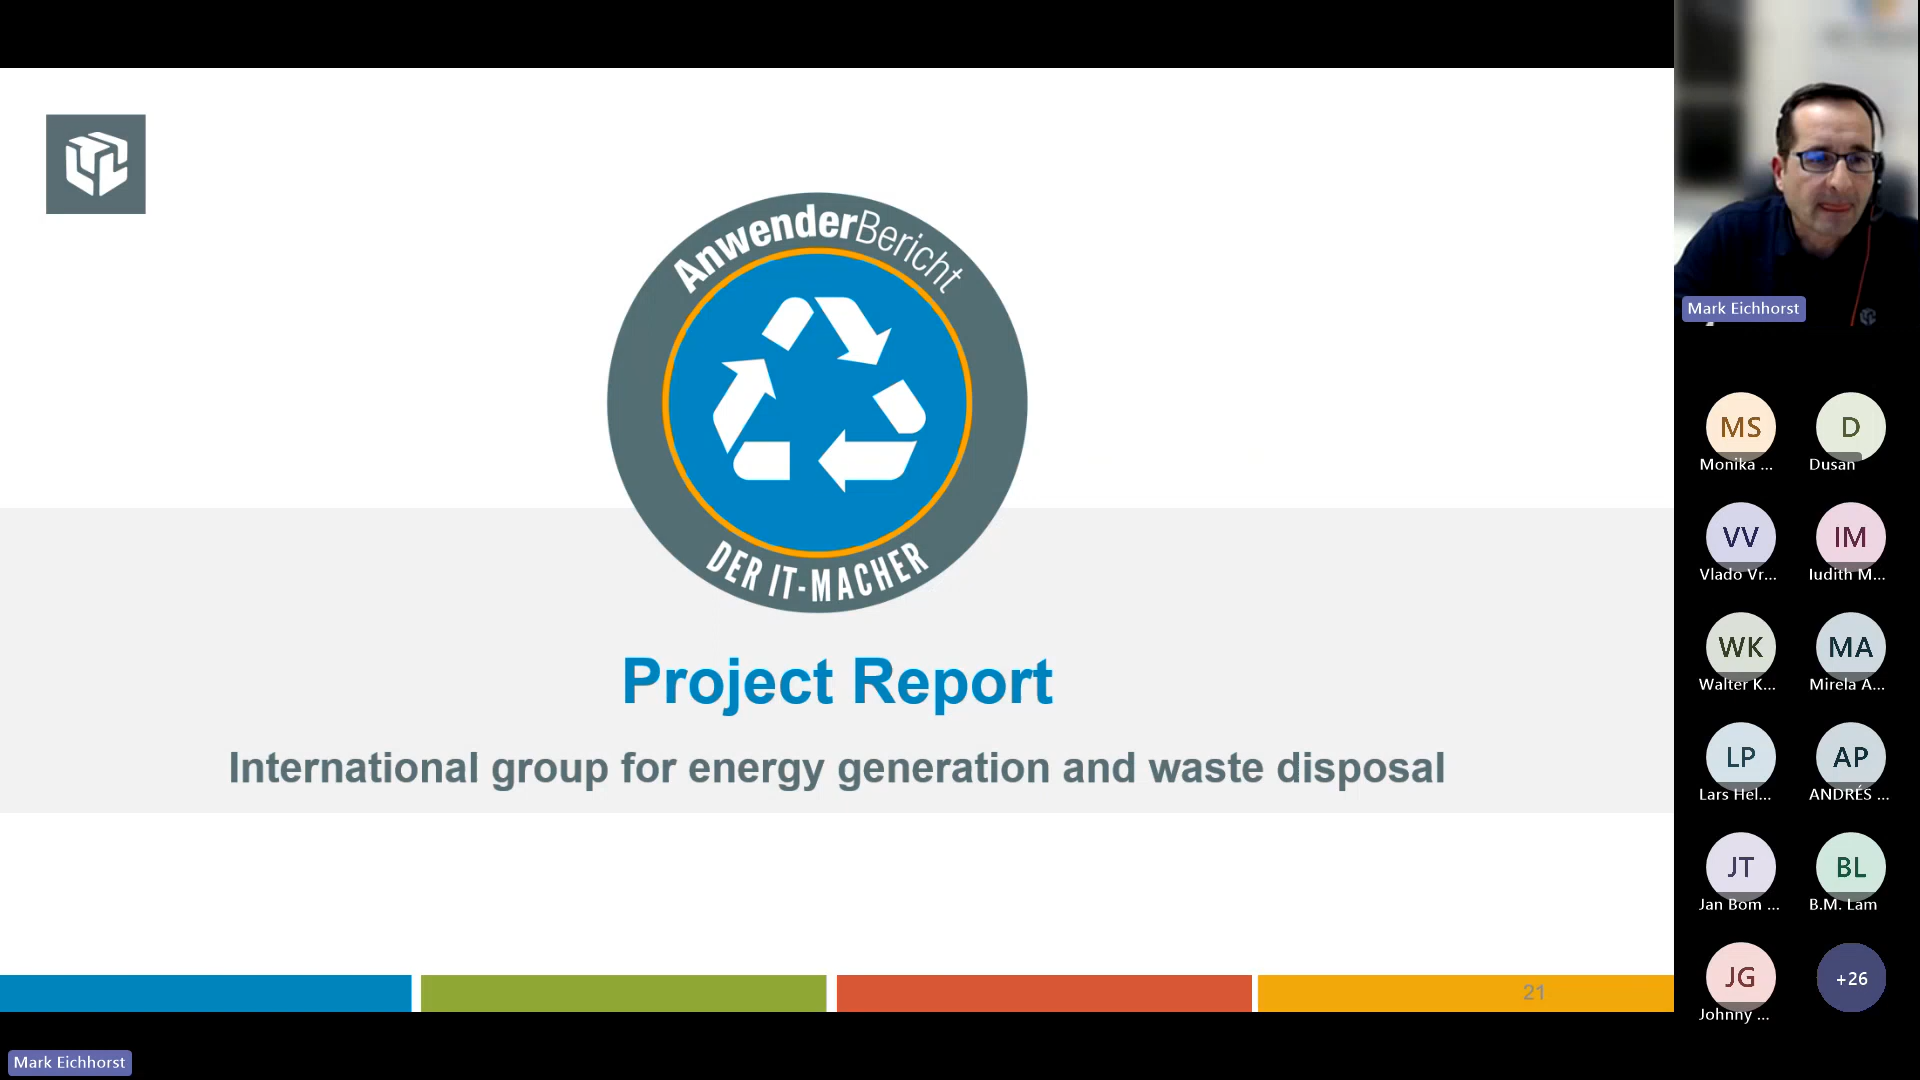 AnwenderBericht
DER IT-MACHER
Project Report
International group for energy generation and waste disposal
21
Mark Eichhorst
MS
Monika ...
D
Dusan
VV
Vlado Vr...
IM
Iudith M...
WK
Walter K...
MA
Mirela A...
LP
Lars Hel...
AP
ANDRÉS ...
JT
Jan Bom ...
BL
B.M. Lam
JG
Johnny ...
+26
Mark Eichhorst